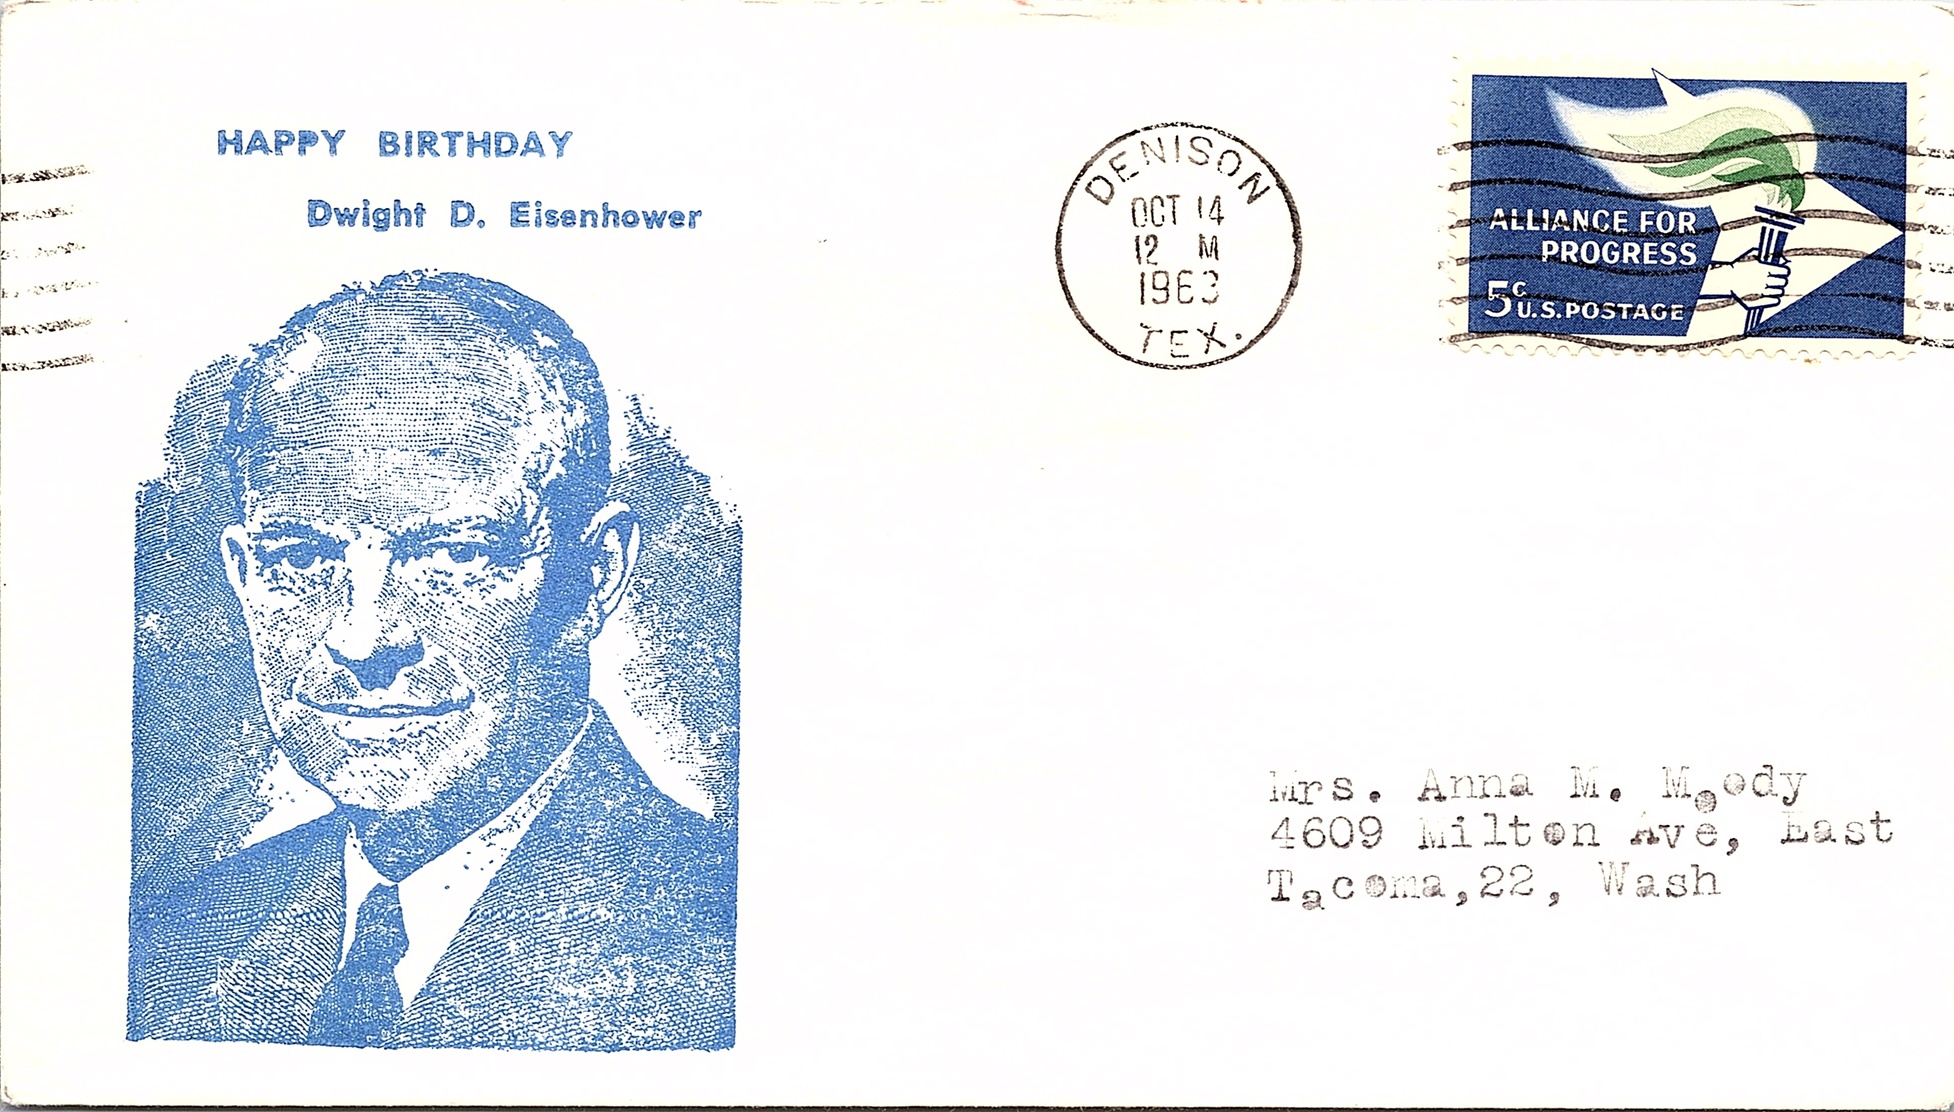 HAPPY BIRTHDAY
Dwight D. Eisenhower
DENISON
OCT 14
12 M
1963
TEX.
ALLIANCE FOR
PROGRESS
5c U.S. POSTAGE
Mrs. Anna M. Moody
4609 Milton Ave, East
Tacoma,22, Wash